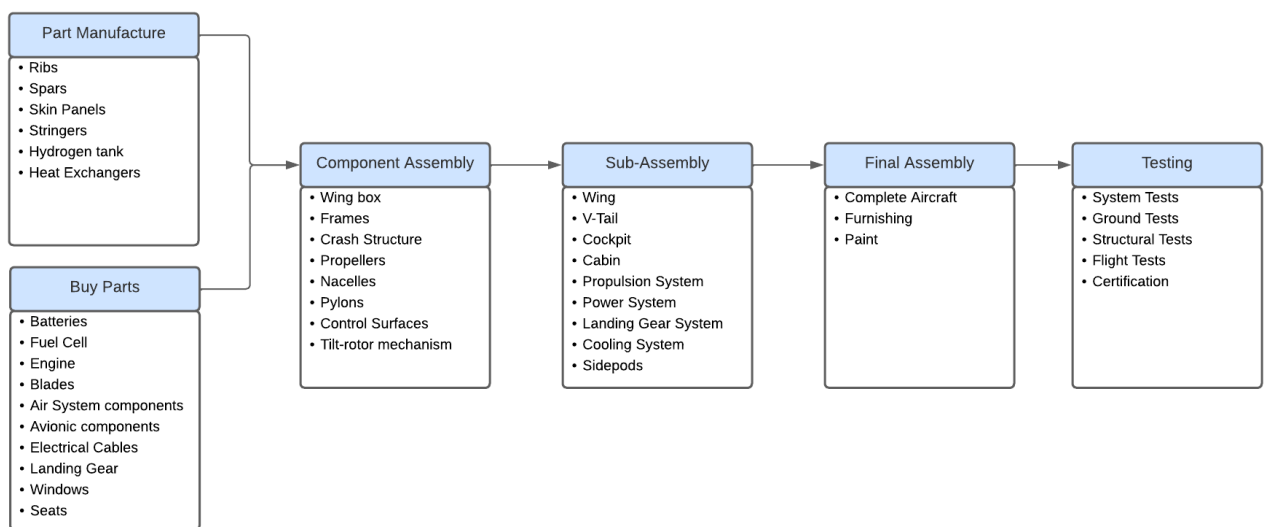 Part Manufacture
• Ribs
• Spars
• Skin Panels
• Stringers
• Hydrogen tank
• Heat Exchangers
Buy Parts
• Batteries
• Fuel Cell
• Engine
• Blades
• Air System components
• Avionic components
• Electrical Cables
• Landing Gear
• Windows
• Seats
Component Assembly
• Wing box
• Frames
• Crash Structure
• Propellers
• Nacelles
• Pylons
• Control Surfaces
• Tilt-rotor mechanism
Sub-Assembly
• Wing
• V-Tail
• Cockpit
• Cabin
• Propulsion System
• Power System
• Landing Gear System
• Cooling System
• Sidepods
Final Assembly
• Complete Aircraft
• Furnishing
• Paint
Testing
• System Tests
• Ground Tests
• Structural Tests
• Flight Tests
• Certification